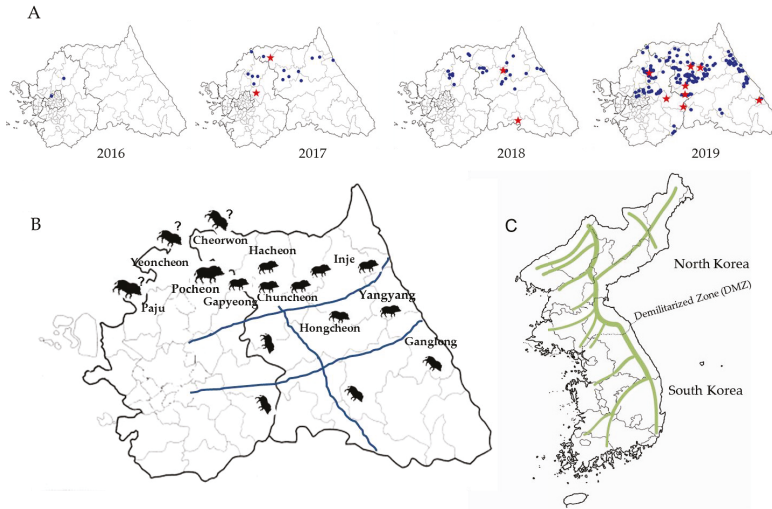 A
2016
2017
2018
2019
B
?
?
Cheorwon
Hacheon
Yeoncheon
Inje
?
Pocheon
Gapyeong
Chuncheon
Yangyang
Paju
Hongcheon
Ganglong
C
North Korea
Demilitarized Zone (DMZ)
South Korea